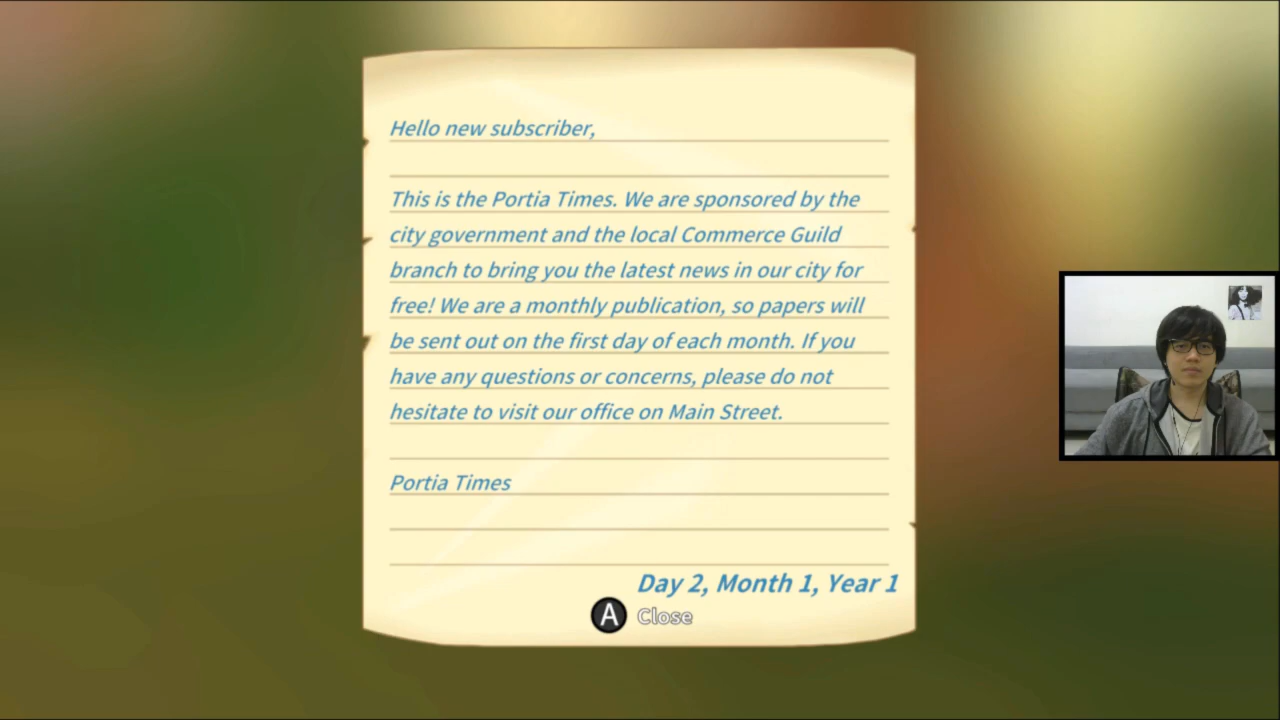 Hello new subscriber,
This is the Portia Times. We are sponsored by the
city government and the local Commerce Guild
branch to bring you the latest news in our city for
free! We are a monthly publication, so papers will
be sent out on the first day of each month. If you
have any questions or concerns, please do not
hesitate to visit our office on Main Street.
Portia Times
Day 2, Month 1, Year 1
A Close